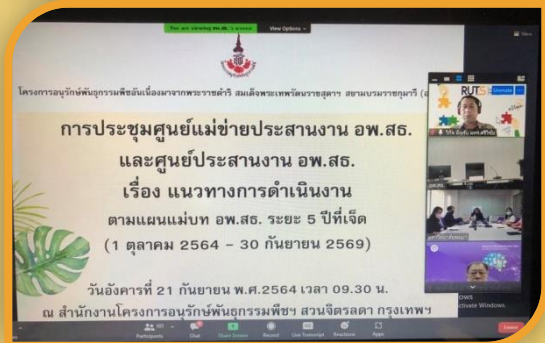 You are viewing
View Options
View
โครงการอนุรักษ์พันธุกรรมพืชอันเนื่องมาจากพระราชดำริ สมเด็จพระเทพรัตนราชสุดาฯ สยามบรมราชกุมารี
การประชุมศูนย์แม่ข่ายประสานงาน อพ.สธ.
และศูนย์ประสานงาน อพ.สธ.
เรื่อง แนวทางการดำเนินงาน
ตามแผนแม่บท อพ.สธ. ระยะ 5 ปีที่เจ็ด
(1 ตุลาคม 2564 – 30 กันยายน 2569)
วันอังคารที่ 21 กันยายน พ.ศ.2564 เวลา 09.30 น.
ณ สำนักงานโครงการอนุรักษ์พันธุกรรมพืชฯ สวนจิตรลดา กรุงเทพฯ
RUTS
Unmute
Activate Windows.
Participants
Chat
Share Screen
Record
Live Transcript
Reactions
Apps
Leave